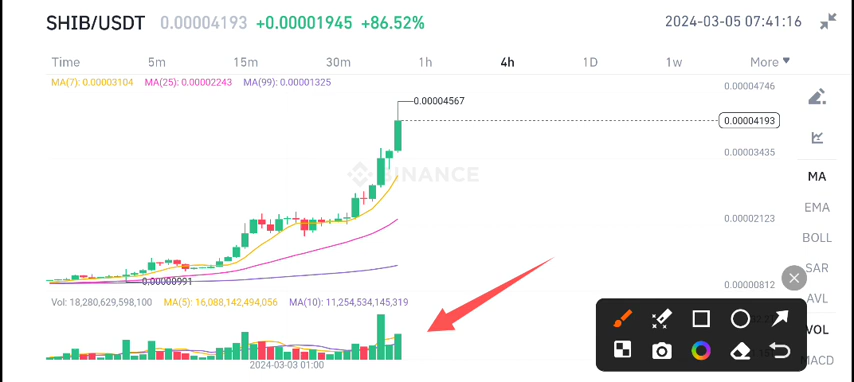 SHIB/USDT 0.00004193 +0.00001945 +86.52% 2024-03-05 07:41:16
Time 5m 15m 30m 1h 4h 1D 1w More
MA(7): 0.00003104 MA(25): 0.00002243 MA(99): 0.00001325
0.00004746
0.00004567
0.00004193
0.00003435
BINANCE
MA
EMA
0.00002123
BOLL
SAR
0.00000991
0.00000812
AVL
Vol: 18,280,629,598,100 MA(5): 16,088,142,494,056 MA(10): 11,254,534,145,319
VOL
MACD
2024-03-03 01:00